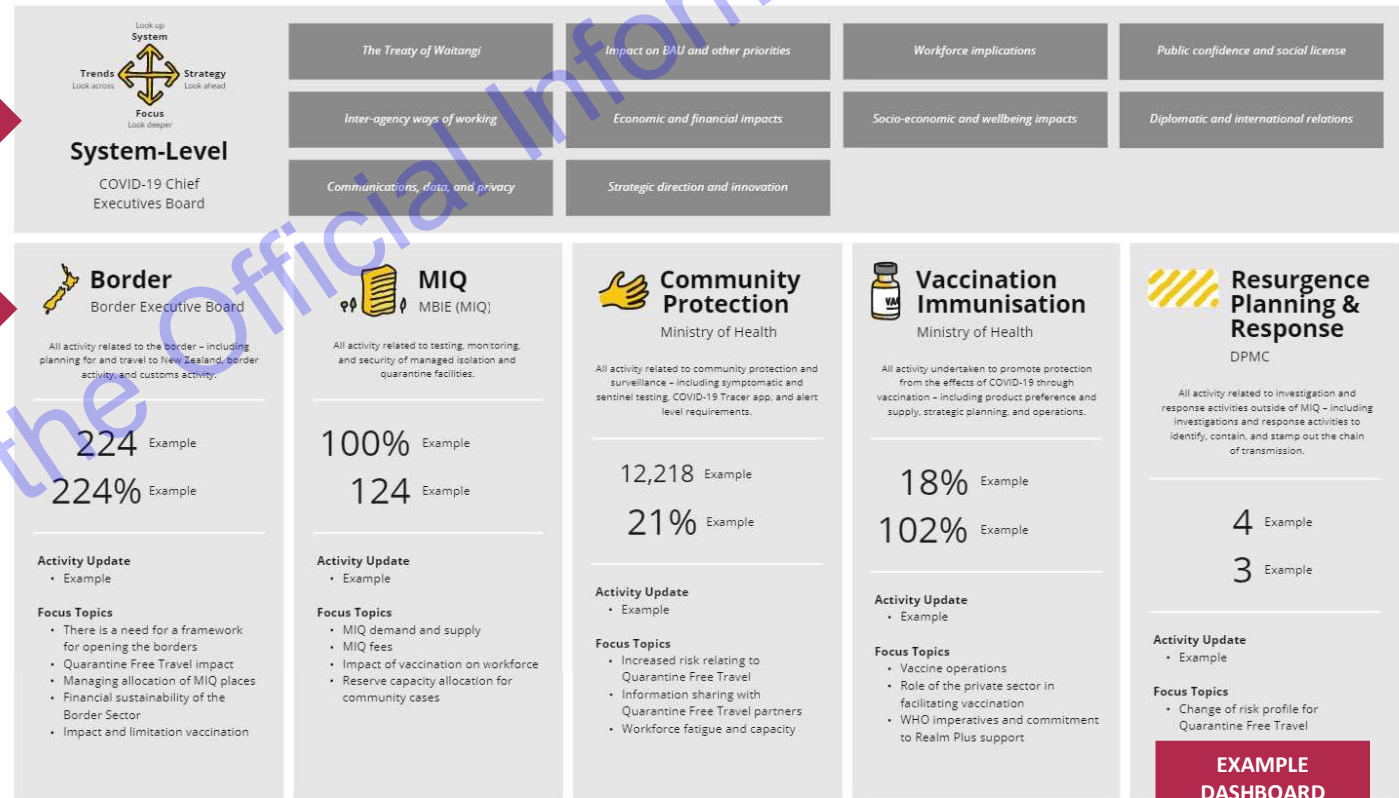 Look up
System
Trends
Look across
Strategy
Look ahead
Focus
Look deeper
System-Level
COVID-19 Chief
Executives Board
The Treaty of Waitangi
Impact on BAU and other priorities
Workforce implications
Public confidence and social license
Inter-agency ways of working
Economic and financial impacts
Socio-economic and wellbeing impacts
Diplomatic and international relations
Communications, data, and privacy
Strategic direction and innovation
the Official Inform
Border
Border Executive Board
All activity related to the border – including
planning for and travel to New Zealand, border
activity, and customs activity.
224 Example
224% Example
Activity Update
• Example
Focus Topics
• There is a need for a framework
for opening the borders
• Quarantine Free Travel impact
• Managing allocation of MIQ places
• Financial sustainability of the
Border Sector
• Impact and limitation vaccination
MIQ
MBIE (MIQ)
All activity related to testing, monitoring,
and security of managed isolation and
quarantine facilities.
100% Example
124 Example
Activity Update
• Example
Focus Topics
• MIQ demand and supply
• MIQ fees
• Impact of vaccination on workforce
• Reserve capacity allocation for
community cases
Community
Protection
Ministry of Health
All activity related to community protection and
surveillance – including symptomatic and
sentinel testing, COVID-19 Tracer app, and alert
level requirements.
12,218 Example
21% Example
Activity Update
• Example
Focus Topics
• Increased risk relating to
Quarantine Free Travel
• Information sharing with
Quarantine Free Travel partners
• Workforce fatigue and capacity
VAC
Vaccination
Immunisation
Ministry of Health
All activity undertaken to promote protection
from the effects of COVID-19 through
vaccination – including product preference and
supply, strategic planning, and operations.
18% Example
102% Example
Activity Update
• Example
Focus Topics
• Vaccine operations
• Role of the private sector in
facilitating vaccination
• WHO imperatives and commitment
to Realm Plus support
Resurgence
Planning &
Response
DPMC
All activity related to investigation and
response activities outside of MIQ – including
investigations and response activities to
identify, contain, and stamp out the chain
of transmission.
4 Example
3 Example
Activity Update
• Example
Focus Topics
• Change of risk profile for
Quarantine Free Travel
EXAMPLE
DASHBOARD